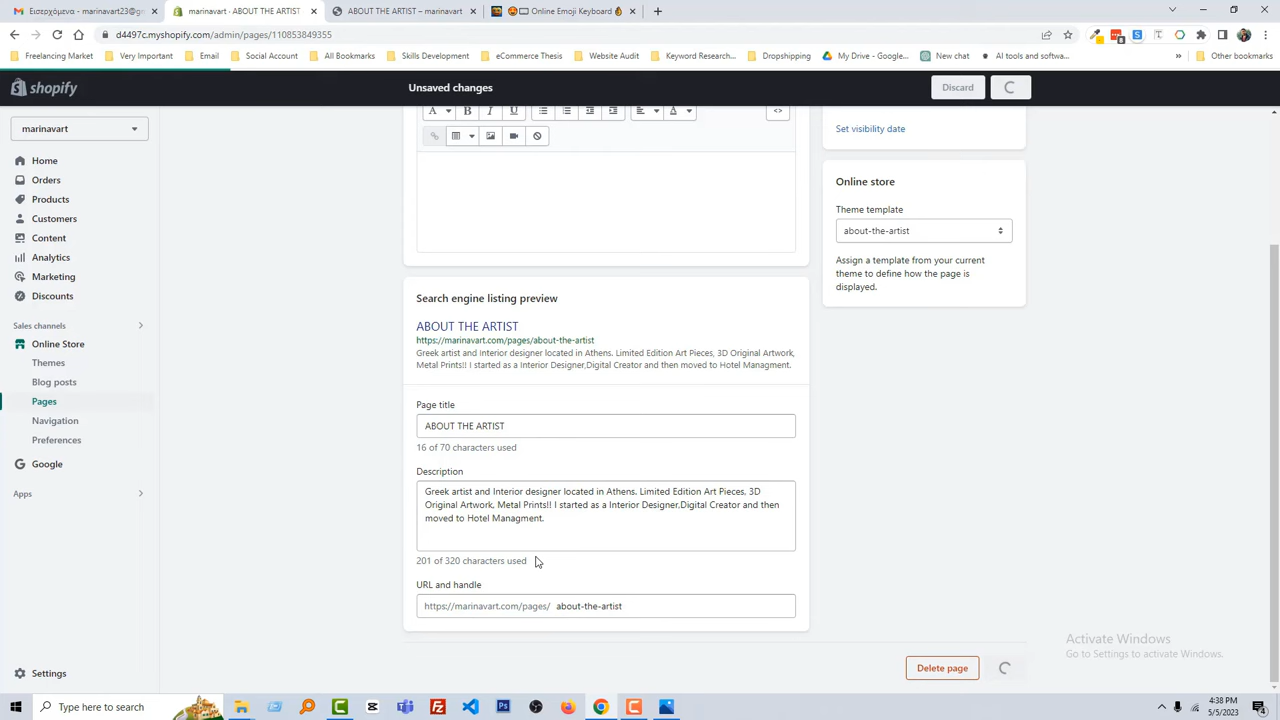 Εισερχόμενα - marinavart23@gr
marinavart · ABOUT THE ARTIST
ABOUT THE ARTIST – marinavart
Online Emoji Keyboard
d4497c.myshopify.com/admin/pages/110853849355
Freelancing Market
Very Important
Email
Social Account
All Bookmarks
Skills Development
eCommerce Thesis
Website Audit
Keyword Research...
Dropshipping
My Drive - Google...
New chat
AI tools and softwa...
»
Other bookmarks
shopify
Unsaved changes
Discard
marinavart
Home
Orders
Products
Customers
Content
Analytics
Marketing
Discounts
Sales channels
Online Store
Themes
Blog posts
Pages
Navigation
Preferences
Google
Apps
Settings
A B I U A <>
Set visibility date
Online store
Theme template
about-the-artist
Assign a template from your current
theme to define how the page is
displayed.
Search engine listing preview
ABOUT THE ARTIST
https://marinavart.com/pages/about-the-artist
Greek artist and Interior designer located in Athens. Limited Edition Art Pieces, 3D Original Artwork,
Metal Prints!! I started as a Interior Designer,Digital Creator and then moved to Hotel Managment.
Page title
ABOUT THE ARTIST
16 of 70 characters used
Description
Greek artist and Interior designer located in Athens. Limited Edition Art Pieces, 3D
Original Artwork, Metal Prints!! I started as a Interior Designer,Digital Creator and then
moved to Hotel Managment.
201 of 320 characters used
URL and handle
https://marinavart.com/pages/ about-the-artist
Delete page
Activate Windows
Go to Settings to activate Windows.
Type here to search
4:38 PM
5/5/2023